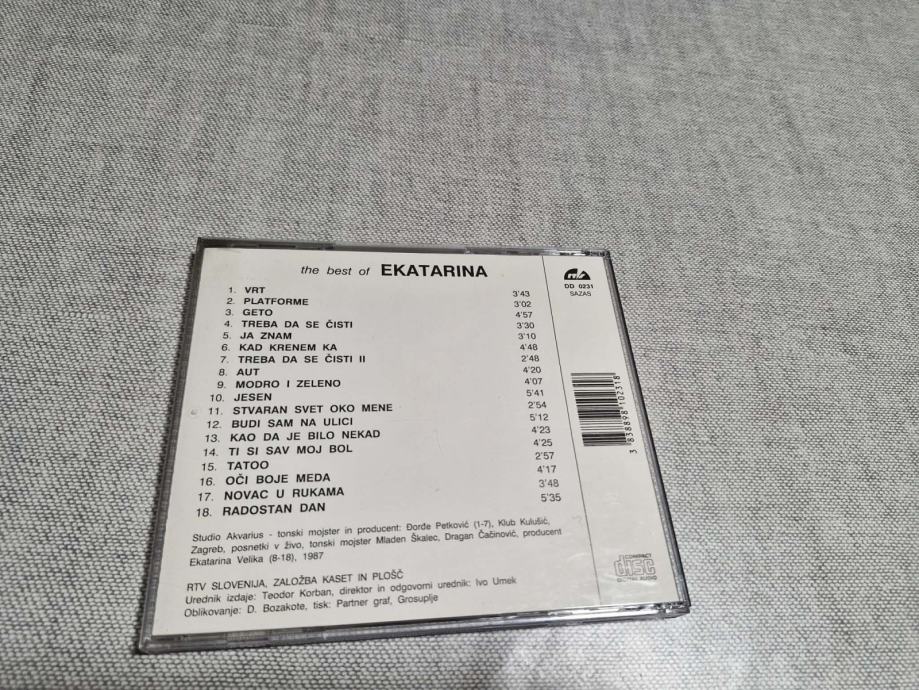 the best of EKATARINA
1. VRT 3'43
2. PLATFORME 3'02
3. GETO 4'57
4. TREBA DA SE ČISTI 3'30
5. JA ZNAM 3'10
6. KAD KRENEM KA 4'48
7. TREBA DA SE ČISTI II 2'48
8. AUT 4'20
9. MODRO I ZELENO 4'07
10. JESEN 5'41
11. STVARAN SVET OKO MENE 2'54
12. BUDI SAM NA ULICI 5'12
13. KAO DA JE BILO NEKAD 4'23
14. TI SI SAV MOJ BOL 4'25
15. TATOO 2'57
16. OČI BOJE MEDA 4'17
17. NOVAC U RUKAMA 3'48
18. RADOSTAN DAN 5'35
Studio Akvarius - tonski mojster in producent: Đorđe Petković (1-7), Klub Kulušić,
Zagreb, posnetki v živo, tonski mojster Mladen Škalec, Dragan Čačinović, producent
Ekatarina Velika (8-18), 1987
RTV SLOVENIJA, ZALOŽBA KASET IN PLOŠČ
Urednik izdaje: Teodor Korban, direktor in odgovorni urednik: Ivo Umek
Oblikovanje: D. Bozakote, tisk: Partner graf, Grosuplje
DD 0231
SAZAS
3 838898 102318
COMPACT
disc
DIGITAL AUDIO